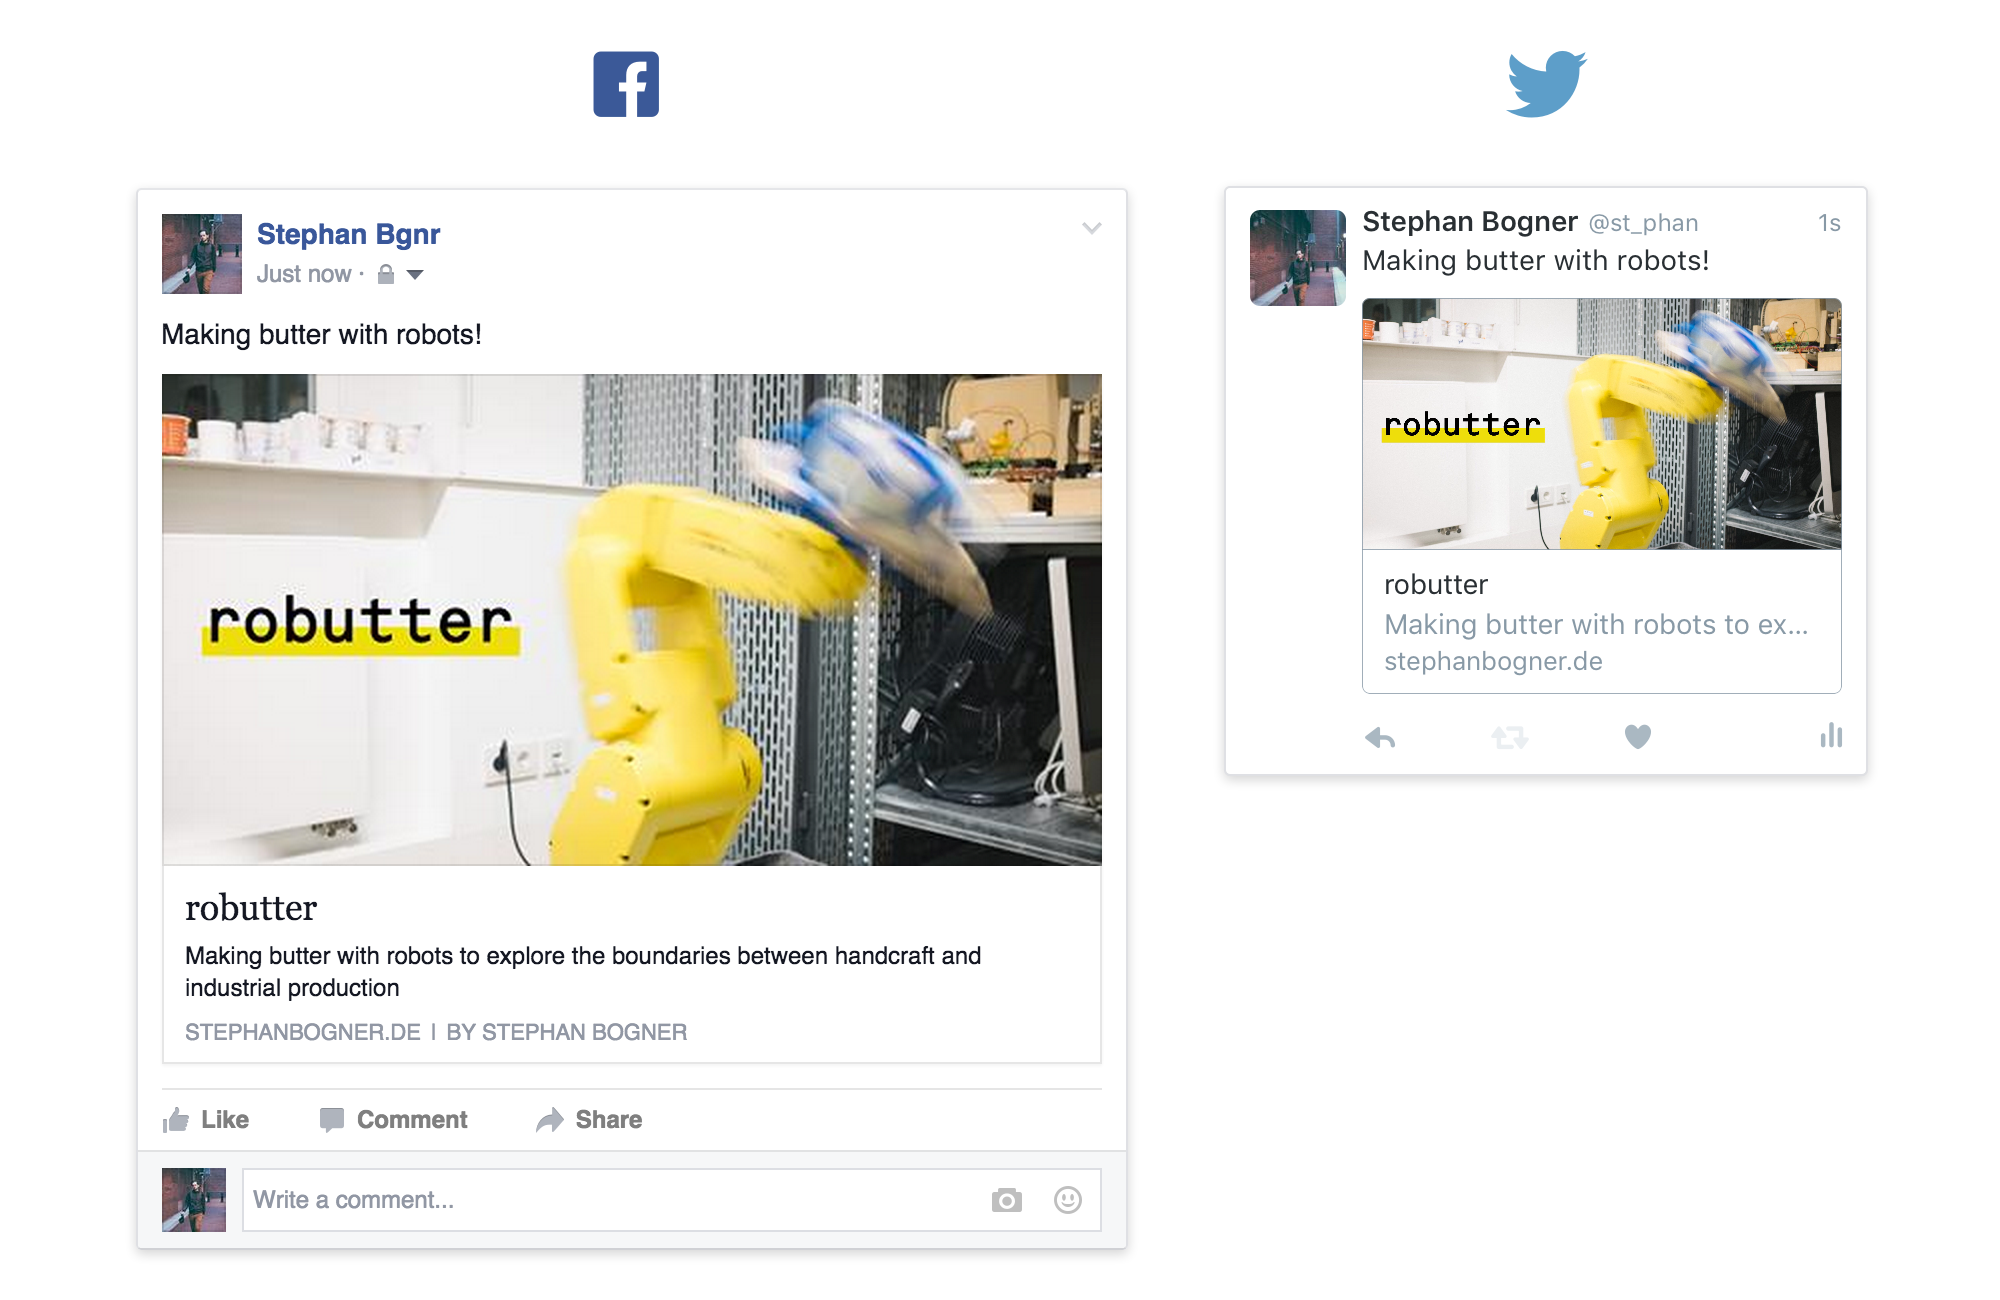 Stephan Bgnr
Just now ·
Making butter with robots!
robutter
robutter
Making butter with robots to explore the boundaries between handcraft and
industrial production
STEPHANBOGNER.DE | BY STEPHAN BOGNER
Like Comment Share
Write a comment...
Stephan Bogner @st_phan 1s
Making butter with robots!
robutter
robutter
Making butter with robots to ex...
stephanbogner.de